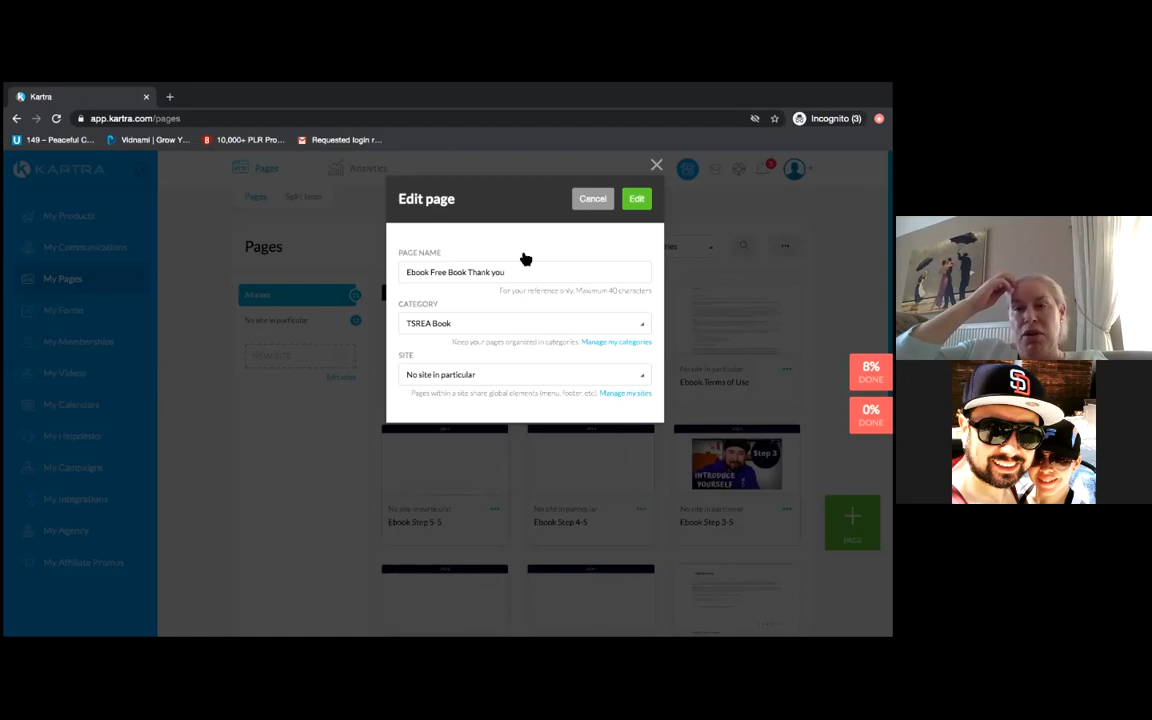 Kartra
app.kartra.com/pages
Incognito (3)
149 – Peaceful C...
Vidnami | Grow Y...
10,000+ PLR Pro...
Requested login r...
KARTRA
Pages
Analytics
My Products
My Communications
My Pages
My Forms
My Memberships
My Videos
My Calendars
My Helpdesks
My Campaigns
My Integrations
My Agency
My Affiliate Promos
Pages
Split tests
Pages
All sites
No site in particular
NEW SITE
Edit page
Cancel
Edit
PAGE NAME
Ebook Free Book Thank you
For your reference only. Maximum 40 characters
CATEGORY
TSREA Book
Keep your pages organized in categories. Manage my categories
SITE
No site in particular
Pages within a site share global elements (menu, footer, etc). Manage my sites
No site in particular
Ebook Terms of Use
No site in particular
Ebook Step 5-5
No site in particular
Ebook Step 4-5
Step 3
INTRODUCE
YOURSELF
No site in particular
Ebook Step 3-5
PAGE
8%
DONE
0%
DONE
SD